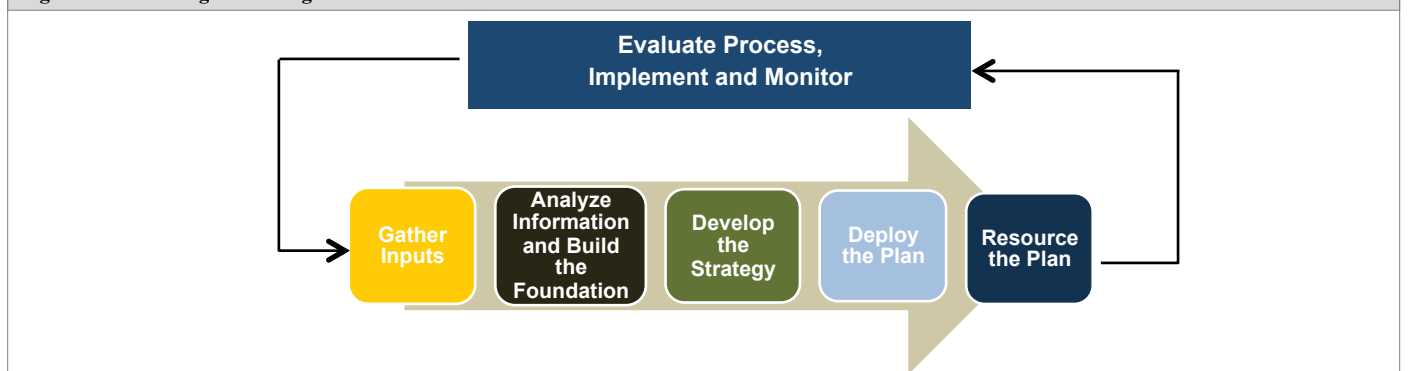 Evaluate Process,
Implement and Monitor
Gather
Inputs
Analyze
Information
and Build
the
Foundation
Develop
the
Strategy
Deploy
the Plan
Resource
the Plan